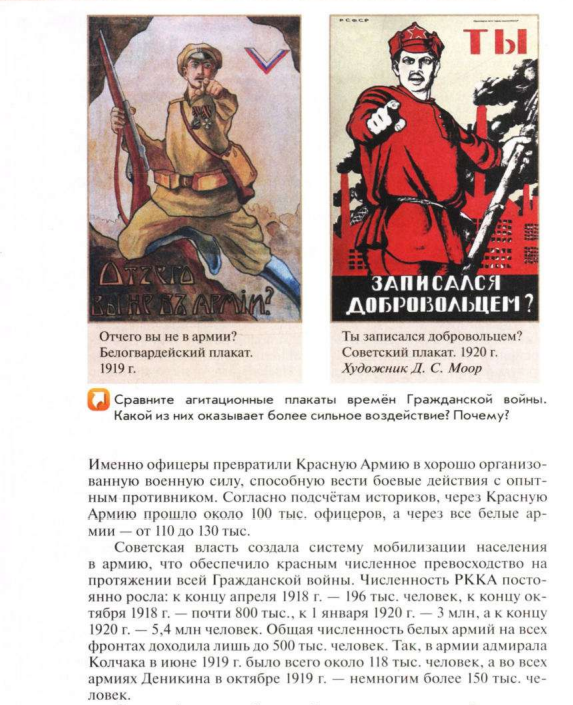 РСФСР
ТЫ
Отчего
вы не въ армiи?
ЗАПИСАЛСЯ
ДОБРОВОЛЬЦЕМ?
Отчего вы не в армии?
Белогвардейский плакат.
1919 г.
Ты записался добровольцем?
Советский плакат. 1920 г.
Художник Д. С. Моор
Сравните агитационные плакаты времён Гражданской войны.
Какой из них оказывает более сильное воздействие? Почему?
Именно офицеры превратили Красную Армию в хорошо организо-
ванную военную силу, способную вести боевые действия с опыт-
ным противником. Согласно подсчётам историков, через Красную
Армию прошло около 100 тыс. офицеров, а через все белые ар-
мии — от 110 до 130 тыс.
Советская власть создала систему мобилизации населения
в армию, что обеспечило красным численное превосходство на
протяжении всей Гражданской войны. Численность РККА посто-
янно росла: к концу апреля 1918 г. — 196 тыс. человек, к концу ок-
тября 1918 г. — почти 800 тыс., к 1 января 1920 г. — 3 млн, а к концу
1920 г. — 5,4 млн человек. Общая численность белых армий на всех
фронтах доходила лишь до 500 тыс. человек. Так, в армии адмирала
Колчака в июне 1919 г. было всего около 118 тыс. человек, а во всех
армиях Деникина в октябре 1919 г. — немногим более 150 тыс. че-
ловек.